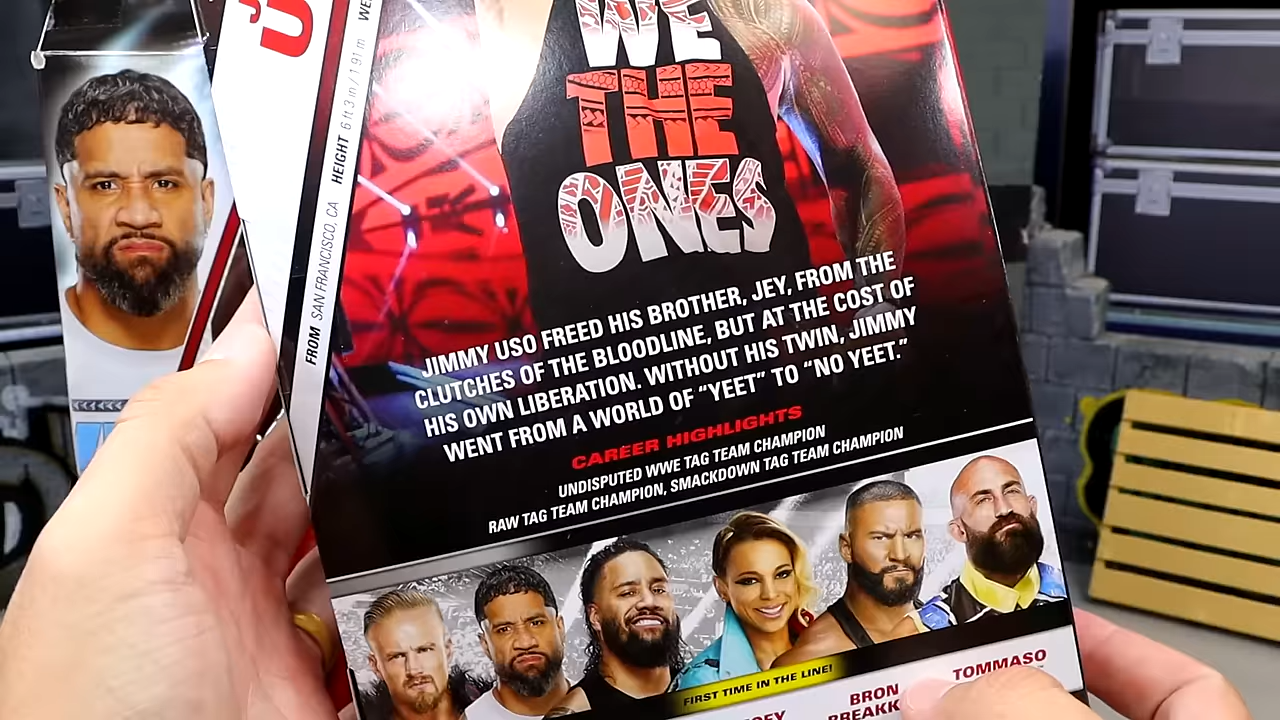 WE
THE
ONES
FROM SAN FRANCISCO, CA HEIGHT 6 ft 3 in / 1.91 m WE
JIMMY USO FREED HIS BROTHER, JEY, FROM THE
CLUTCHES OF THE BLOODLINE, BUT AT THE COST OF
HIS OWN LIBERATION. WITHOUT HIS TWIN, JIMMY
WENT FROM A WORLD OF “YEET” TO “NO YEET.”
CAREER HIGHLIGHTS
UNDISPUTED WWE TAG TEAM CHAMPION
RAW TAG TEAM CHAMPION, SMACKDOWN TAG TEAM CHAMPION
FIRST TIME IN THE LINE!
BRON
BREAKK
TOMMASO